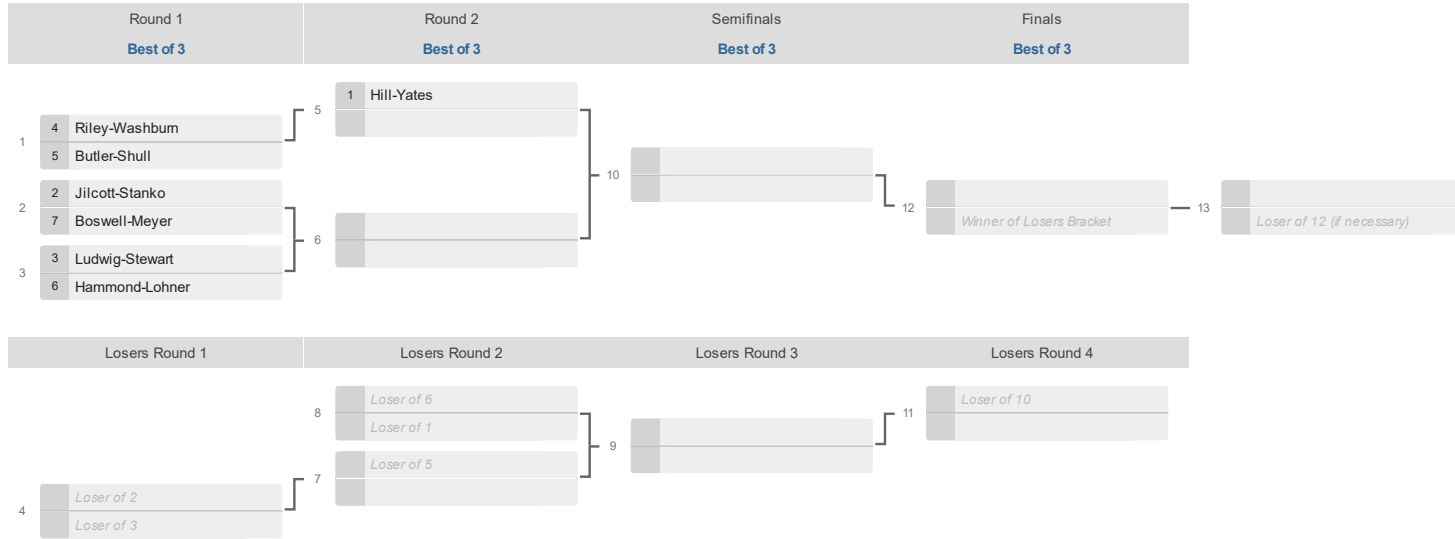 Round 1 Round 2 Semifinals Finals
Best of 3 Best of 3 Best of 3 Best of 3
1 Hill-Yates
5
4 Riley-Washburn
1
5 Butler-Shull
10
2 Jilcott-Stanko
2
7 Boswell-Meyer
12
Winner of Losers Bracket
13
Loser of 12 (if necessary)
6
3 Ludwig-Stewart
3
6 Hammond-Lohner
Losers Round 1 Losers Round 2 Losers Round 3 Losers Round 4
Loser of 6
8
Loser of 1
Loser of 10
11
9
Loser of 5
7
Loser of 2
4
Loser of 3